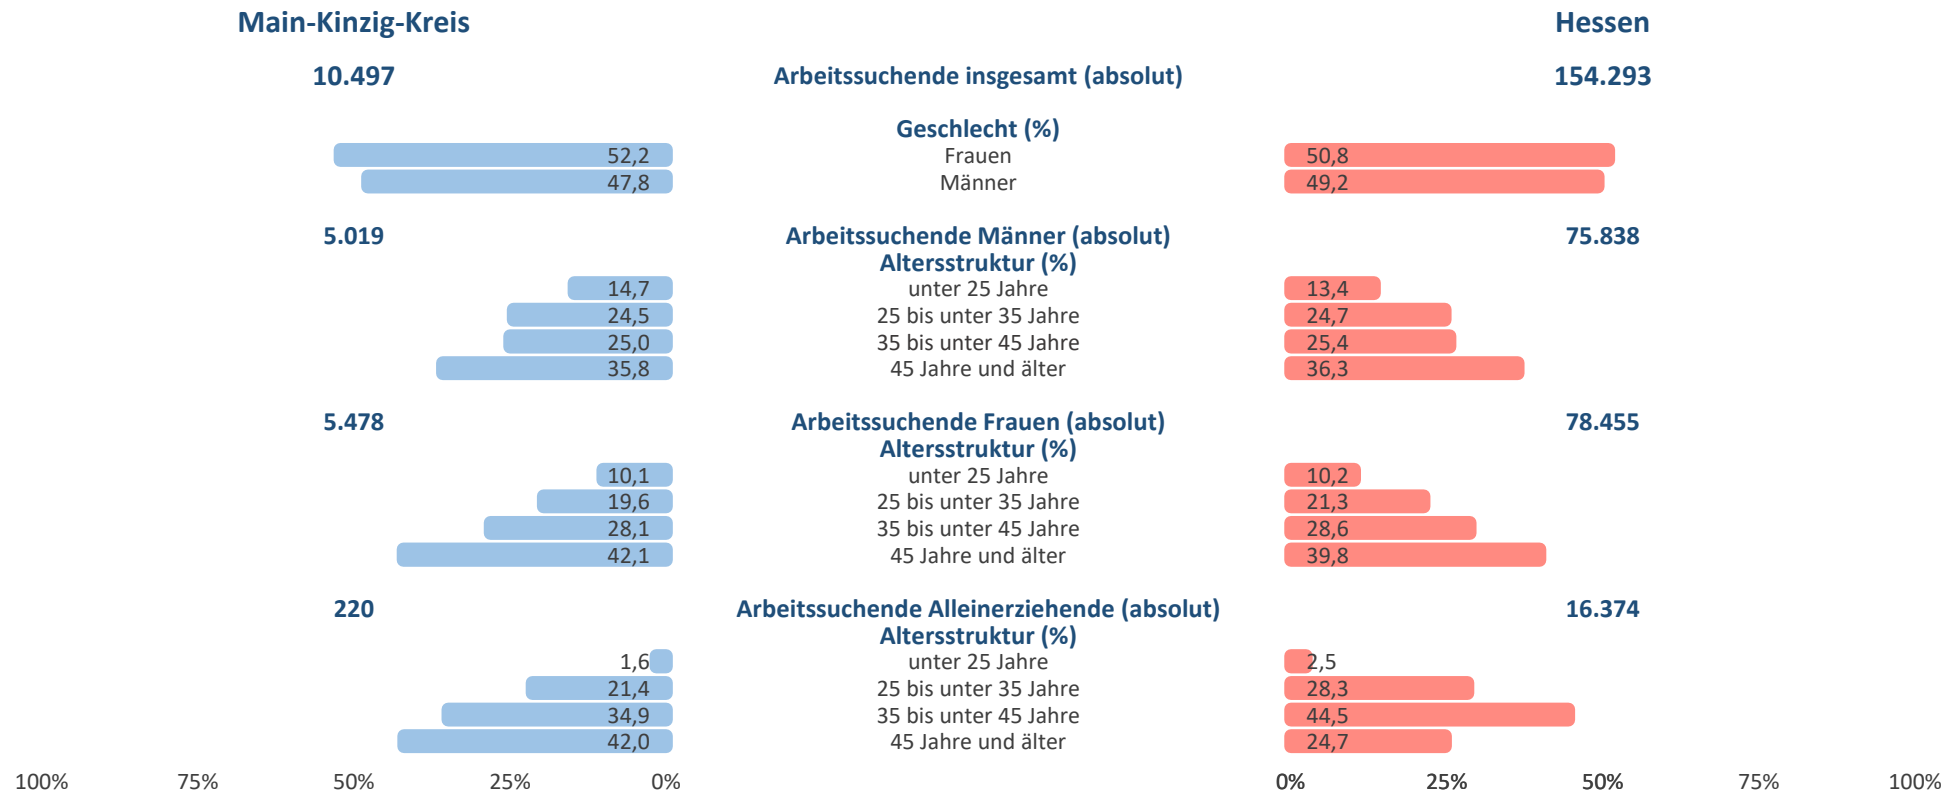 Main-Kinzig-Kreis Hessen
10.497 Arbeitssuchende insgesamt (absolut) 154.293
Geschlecht (%)
52,2 Frauen 50,8
47,8 Männer 49,2
5.019 Arbeitssuchende Männer (absolut) 75.838
Altersstruktur (%)
14,7 unter 25 Jahre 13,4
24,5 25 bis unter 35 Jahre 24,7
25,0 35 bis unter 45 Jahre 25,4
35,8 45 Jahre und älter 36,3
5.478 Arbeitssuchende Frauen (absolut) 78.455
Altersstruktur (%)
10,1 unter 25 Jahre 10,2
19,6 25 bis unter 35 Jahre 21,3
28,1 35 bis unter 45 Jahre 28,6
42,1 45 Jahre und älter 39,8
220 Arbeitssuchende Alleinerziehende (absolut) 16.374
Altersstruktur (%)
1,6 unter 25 Jahre 2,5
21,4 25 bis unter 35 Jahre 28,3
34,9 35 bis unter 45 Jahre 44,5
42,0 45 Jahre und älter 24,7
100% 75% 50% 25% 0% 0% 25% 50% 75% 100%